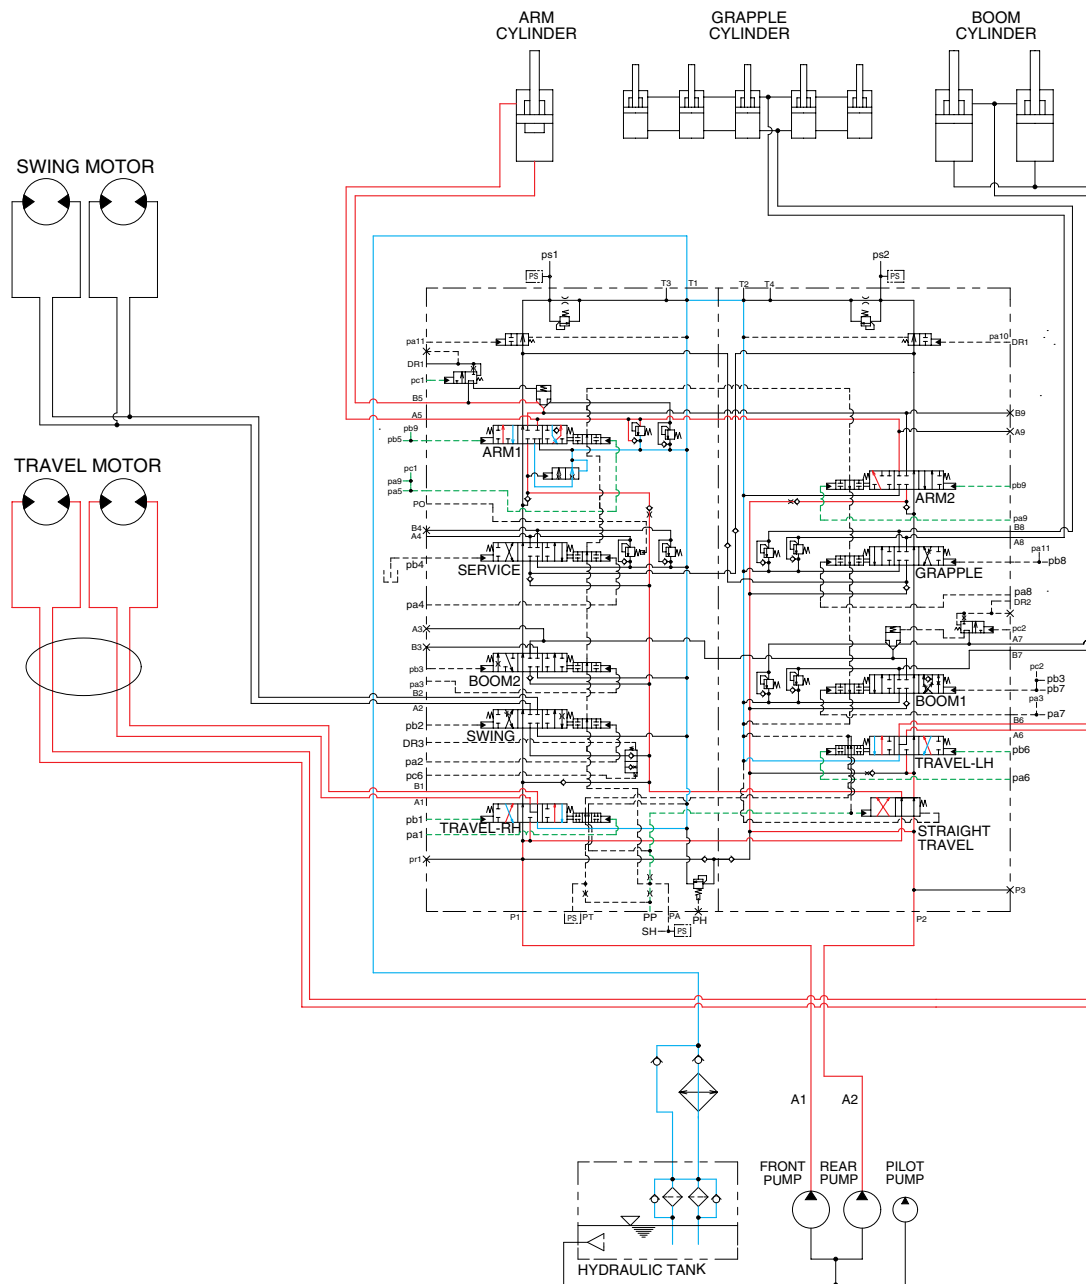 ARM
CYLINDER
GRAPPLE
CYLINDER
BOOM
CYLINDER
SWING MOTOR
TRAVEL MOTOR
ps1
PS
T3
T1
T2
T4
ps2
PS
pa11
DR1
pc1
B5
A5
pb9
pb5
ARM1
pc1
pa9
pa5
PO
B4
A4
SERVICE
pb4
pa4
A3
B3
pb3
BOOM2
pa3
B2
A2
pb2
SWING
DR3
pa2
pc6
B1
A1
pb1
TRAVEL-RH
pa1
pr1
P1
PS
PT
PP
PA
SH
PS
PH
P2
pa10
DR1
B9
A9
ARM2
pb9
pa9
B8
A8
pa11
GRAPPLE
pb8
pa8
DR2
pc2
A7
B7
pc2
pb3
pb7
BOOM1
pa3
pa7
B6
A6
TRAVEL-LH
pb6
pa6
STRAIGHT
TRAVEL
P3
A1
A2
FRONT
PUMP
REAR
PUMP
PILOT
PUMP
HYDRAULIC TANK